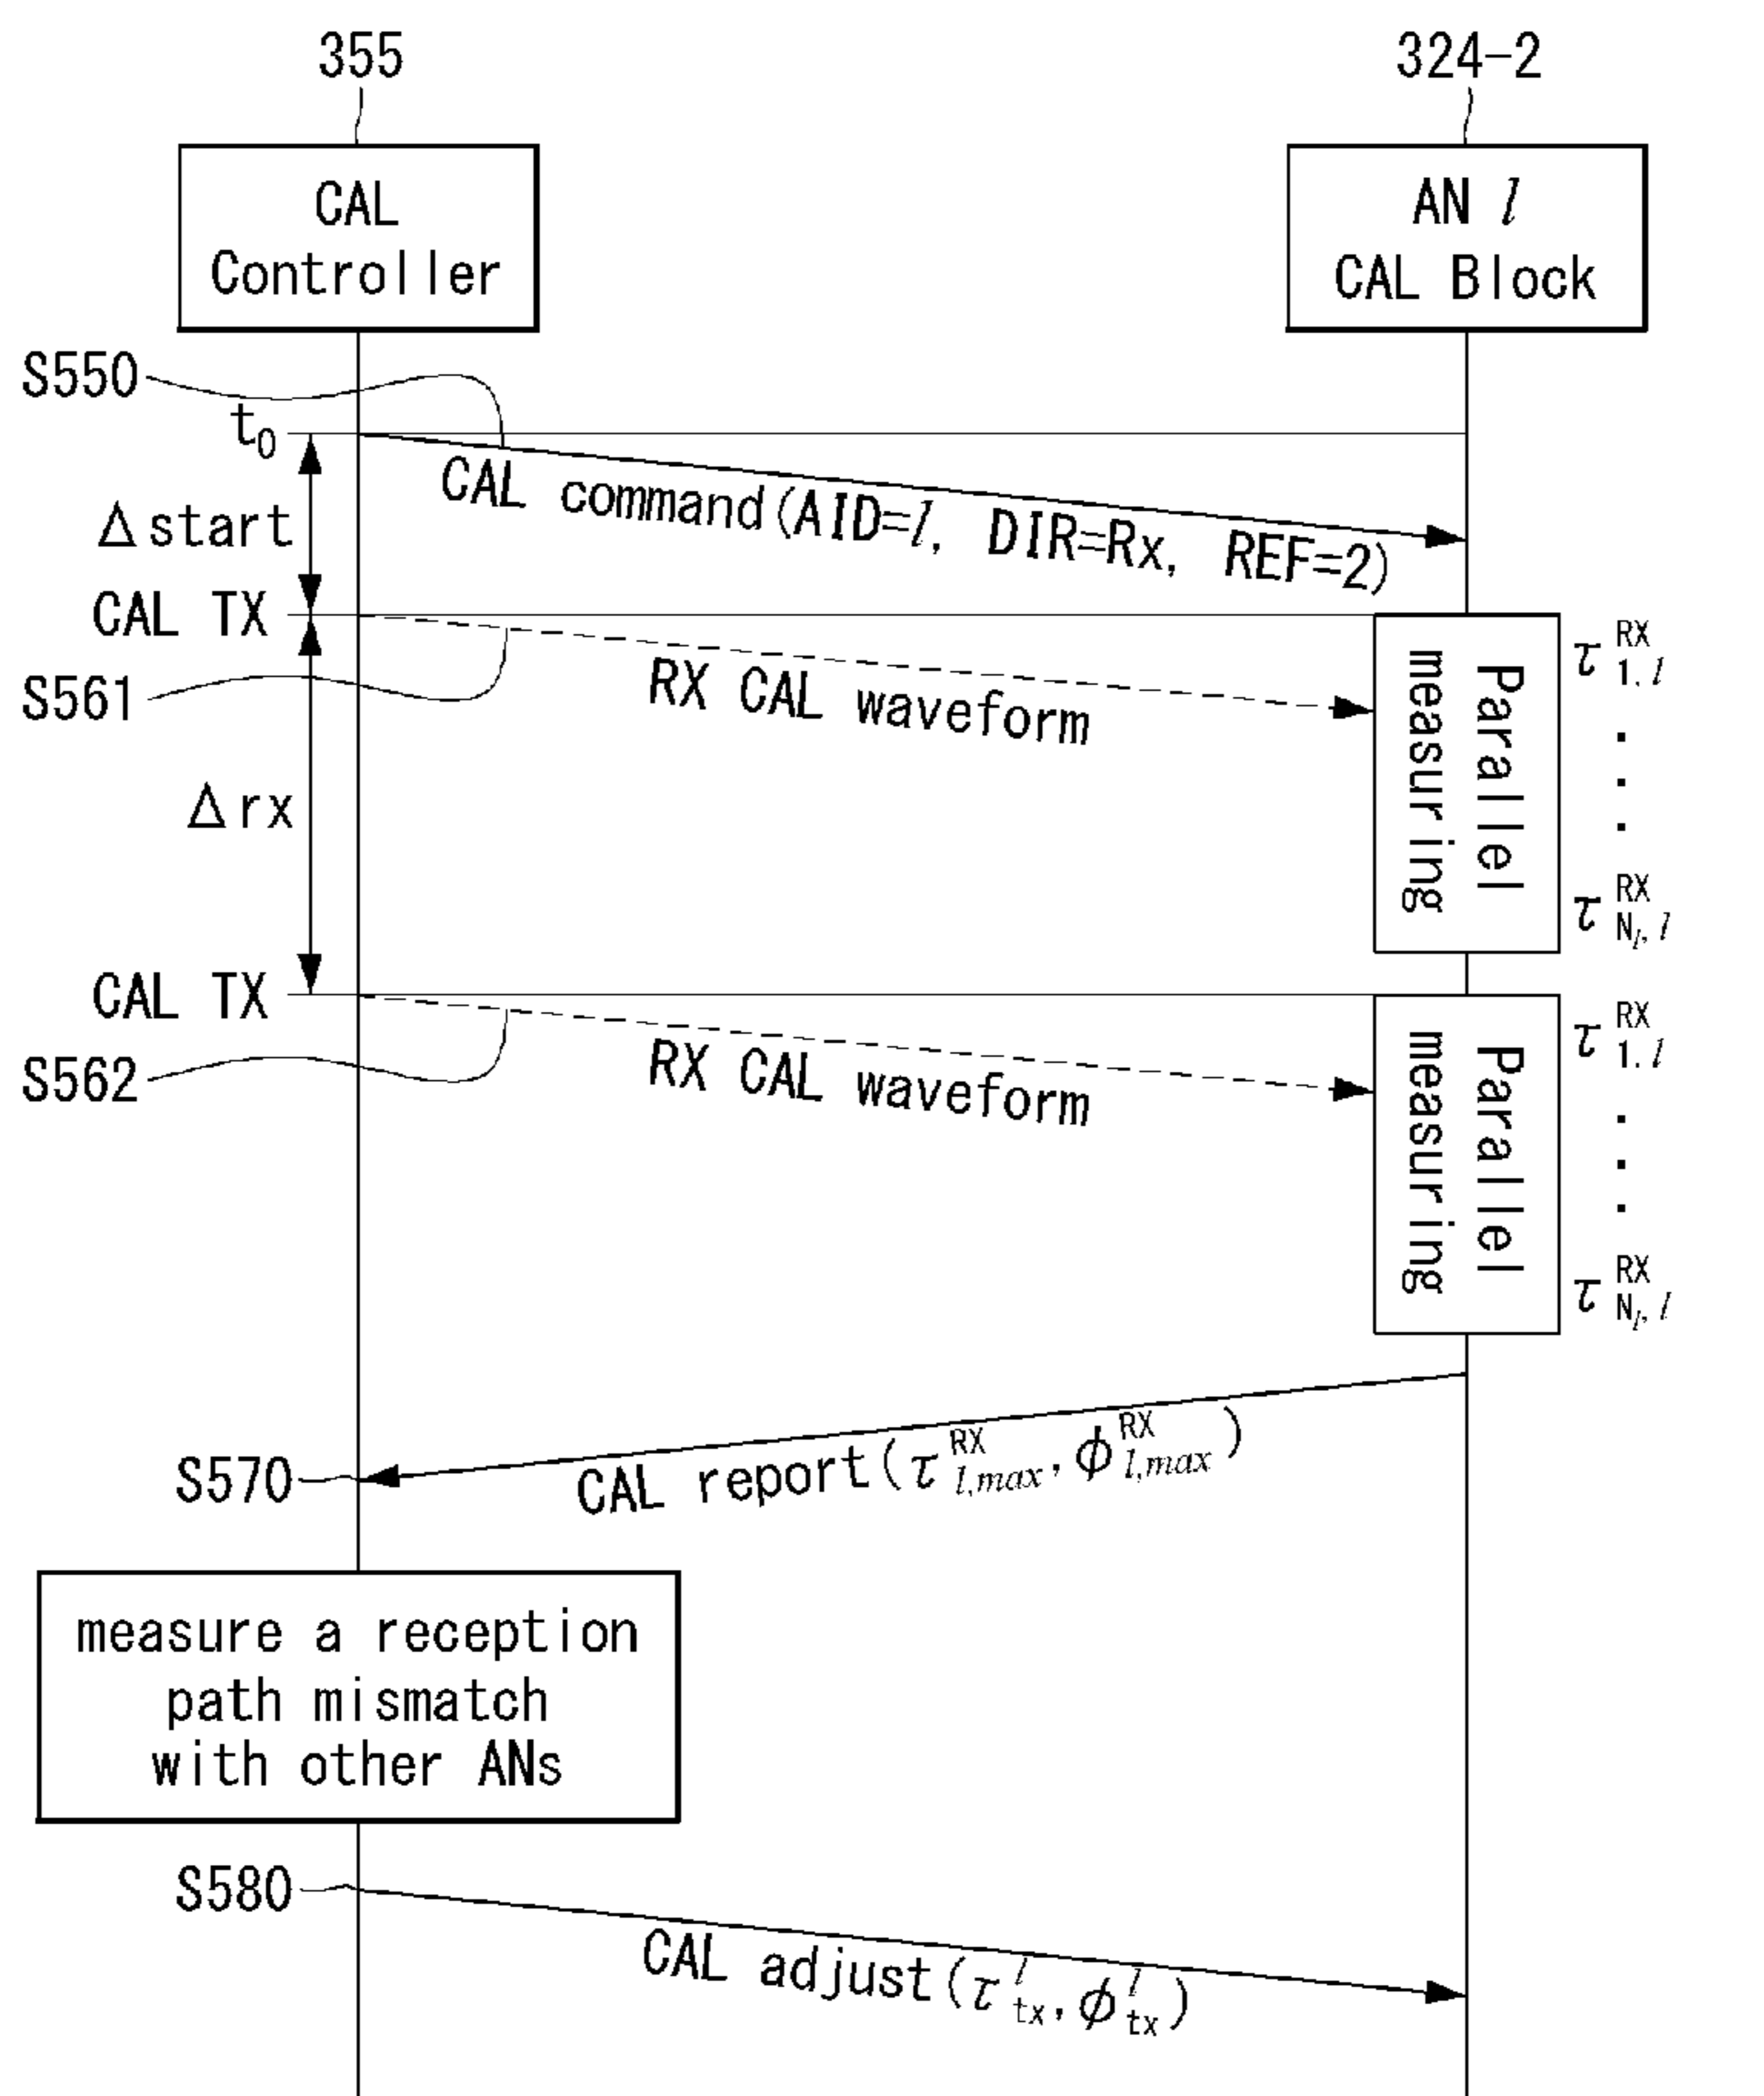 355
324-2
CAL
Controller
AN l
CAL Block
S550
t0
CAL command(AID=l, DIR=Rx, REF=2)
Δstart
CAL TX
S561
RX CAL waveform
Parallel
measuring
τ RX 1,l
.
.
.
τ RX Nl,l
Δrx
CAL TX
S562
RX CAL waveform
Parallel
measuring
τ RX 1,l
.
.
.
τ RX Nl,l
S570
CAL report(τ RX l,max, ϕ RX l,max)
measure a reception
path mismatch
with other ANs
S580
CAL adjust(τ l tx, ϕ l tx)